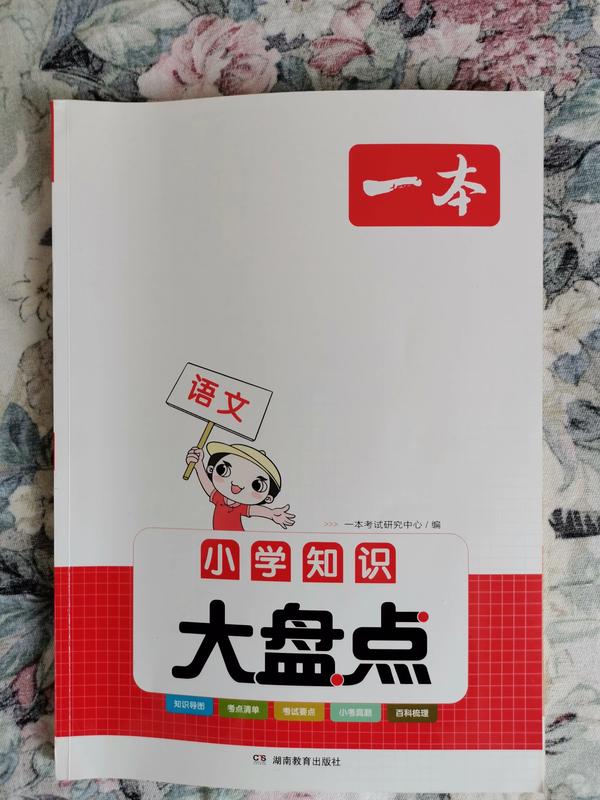 一本
语文
>>> 一本考试研究中心 / 编
小学知识
大盘点
知识导图 考点清单 考试要点 小考真题 百科梳理
CS 湖南教育出版社